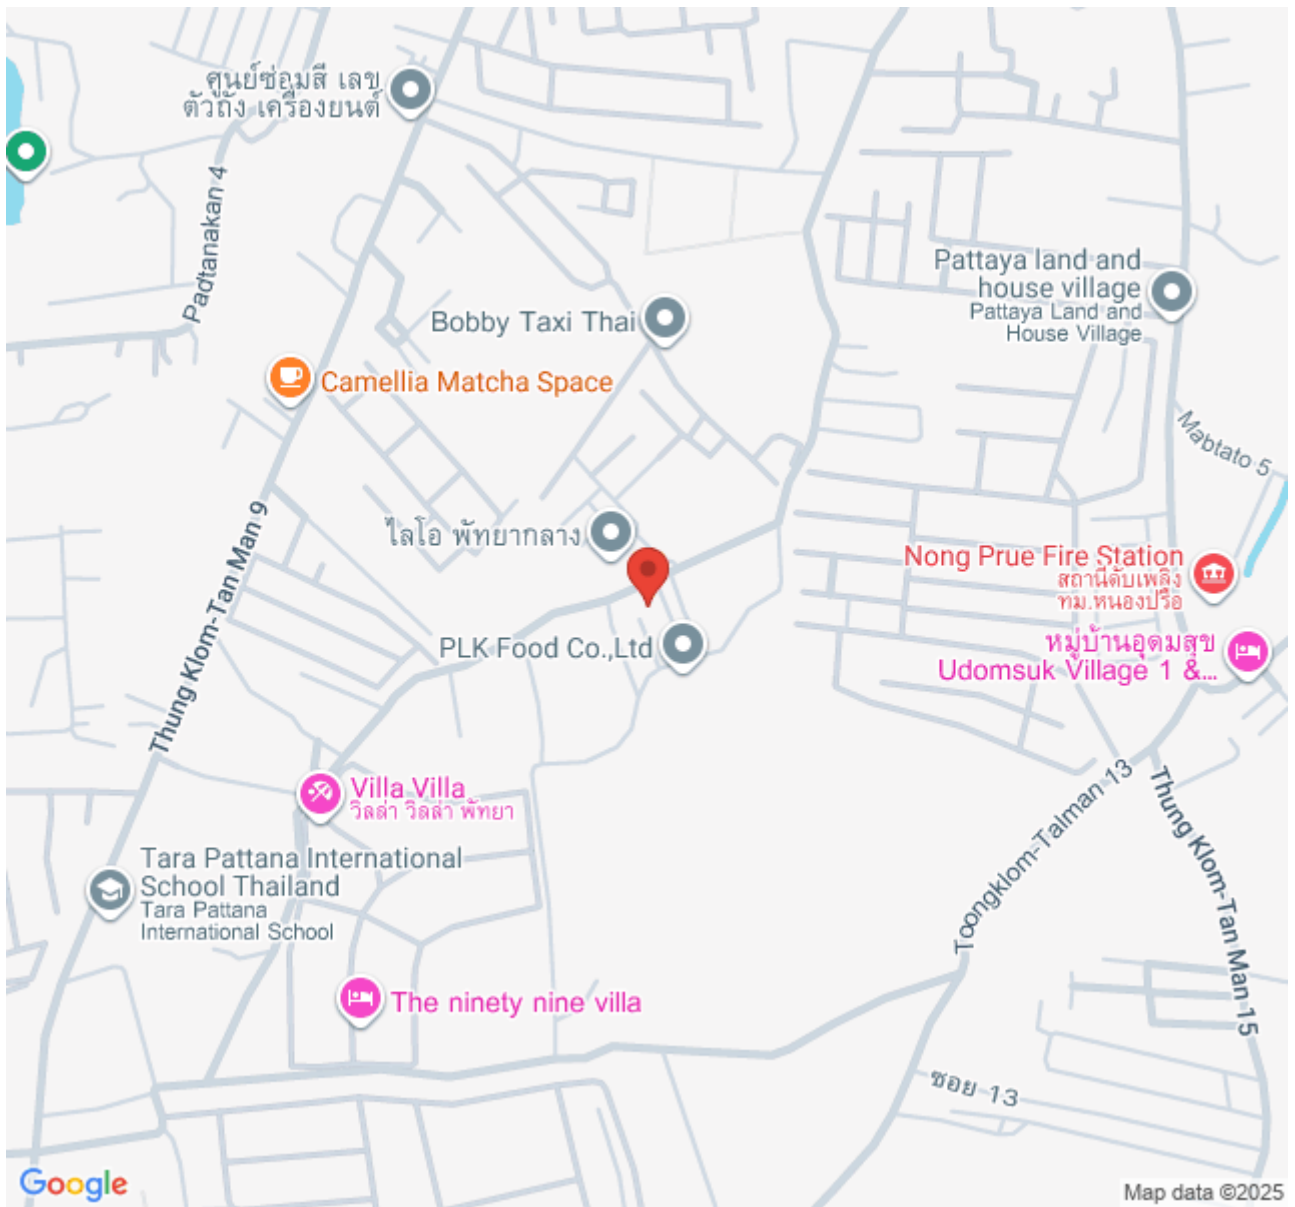 ศูนย์ซ่อมสี เลข
ตัวถัง เครื่องยนต์
Padtanakan 4
Pattaya land and
house village
Pattaya Land and
House Village
Bobby Taxi Thai
Camellia Matcha Space
Mabtato 5
Thung Klom-Tan Man 9
ไลโอ พัทยากลาง
Nong Prue Fire Station
สถานีดับเพลิง
ทม.หนองปรือ
PLK Food Co.,Ltd
หมู่บ้านอุดมสุข
Udomsuk Village 1 &...
Villa Villa
วิลล่า วิลล่า พัทยา
Toongklom-Talman 13
Thung Klom-Tan Man 15
Tara Pattana International
School Thailand
Tara Pattana
International School
The ninety nine villa
ซอย 13
Google
Map data ©2025